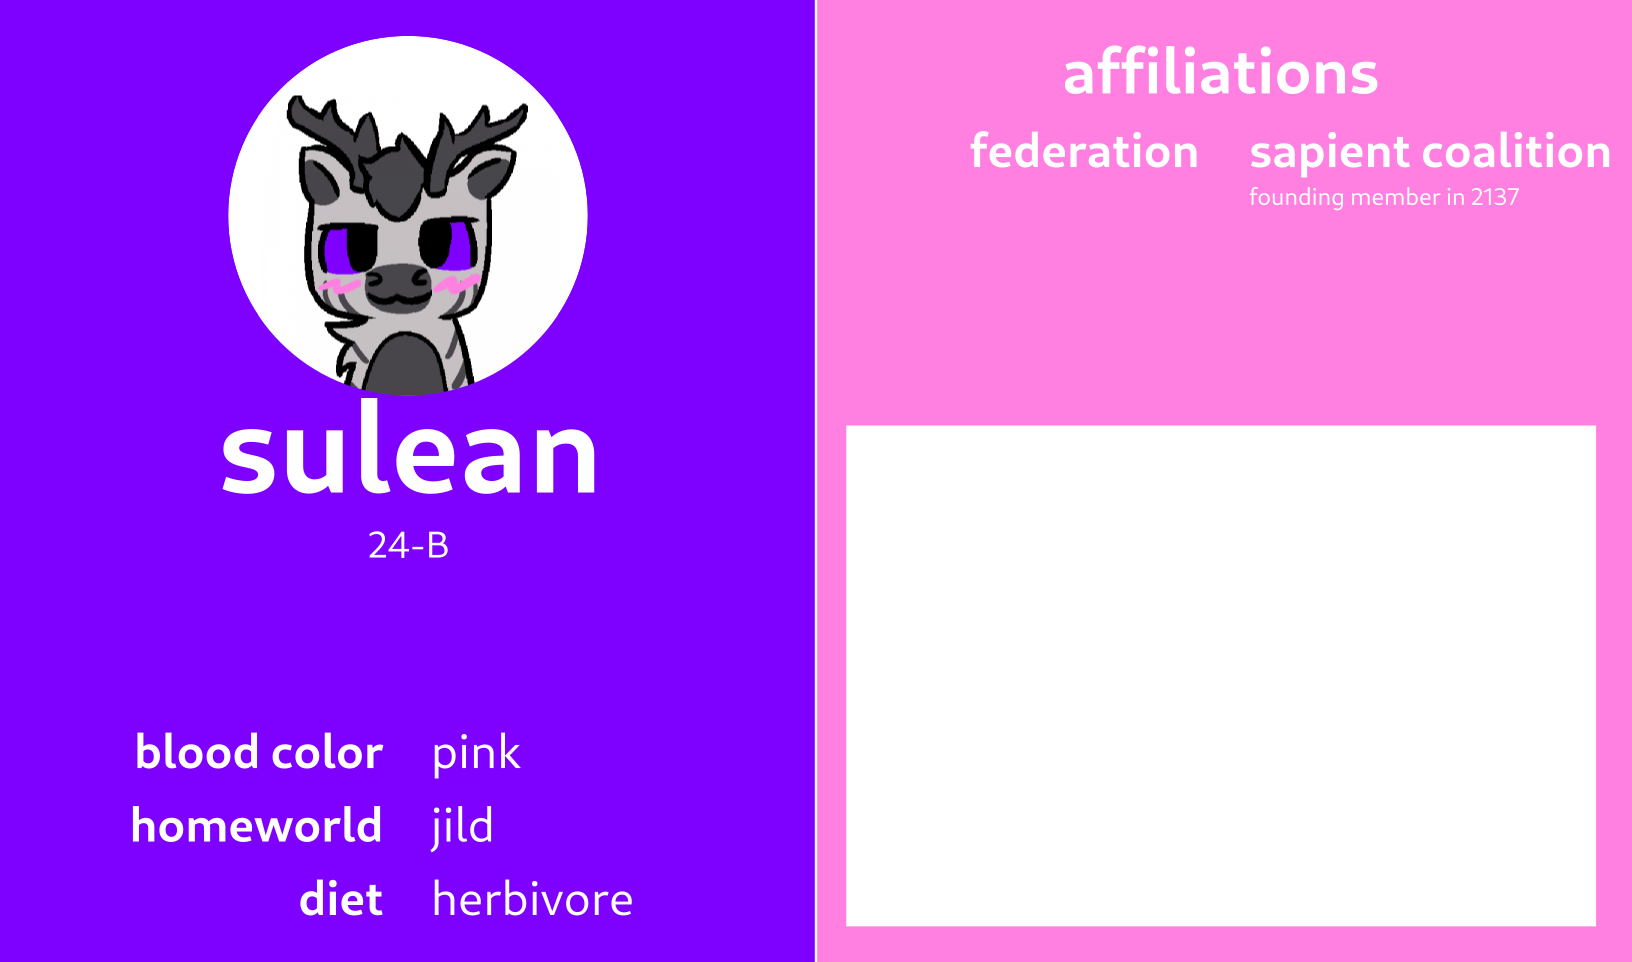 sulean
24-B
blood color pink
homeworld jild
diet herbivore
affiliations
federation sapient coalition
founding member in 2137